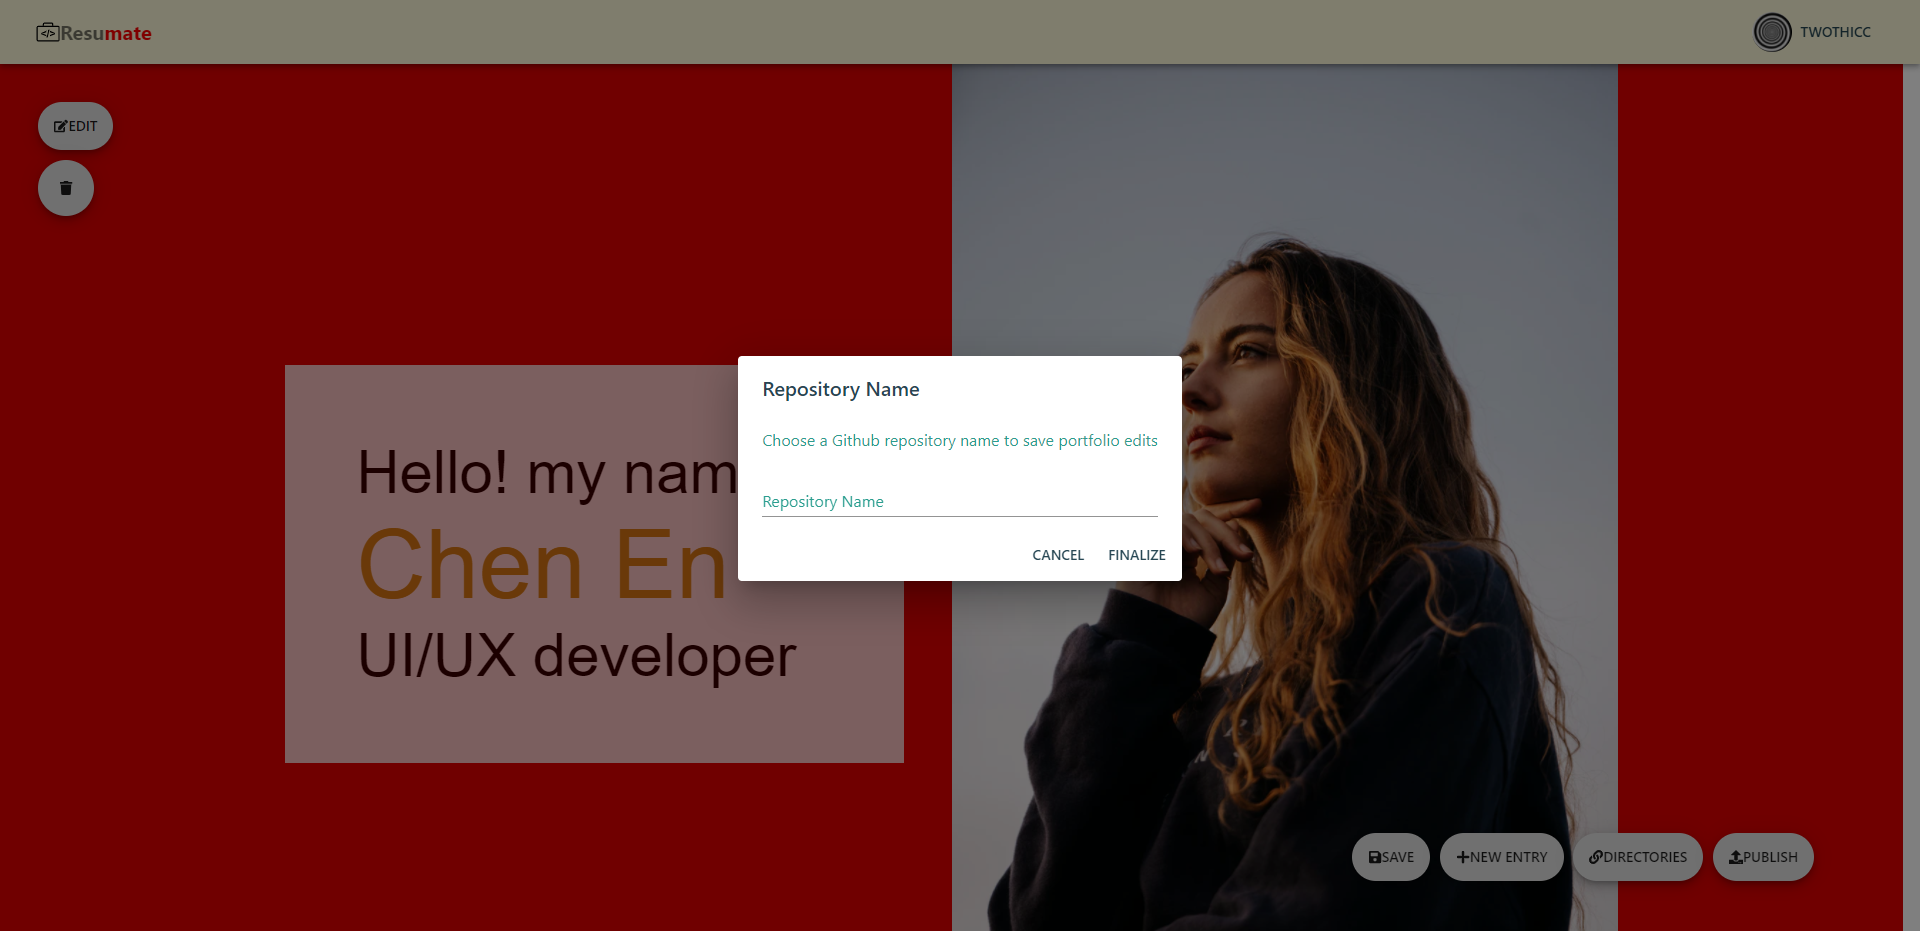 Resumate
TWOTHICC
EDIT
Hello! my nam
Chen En
UI/UX developer
Repository Name
Choose a Github repository name to save portfolio edits
Repository Name
CANCEL FINALIZE
SAVE NEW ENTRY DIRECTORIES PUBLISH